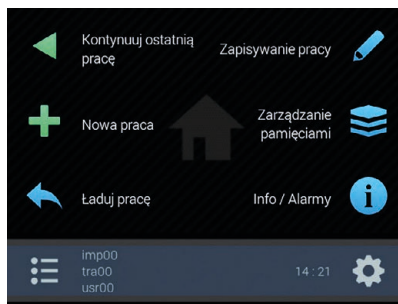 Kontynuuj ostatnią
pracę
Zapisywanie pracy
Nowa praca
Zarządzanie
pamięciami
Ładuj pracę
Info / Alarmy
imp00
tra00
usr00
14 : 21